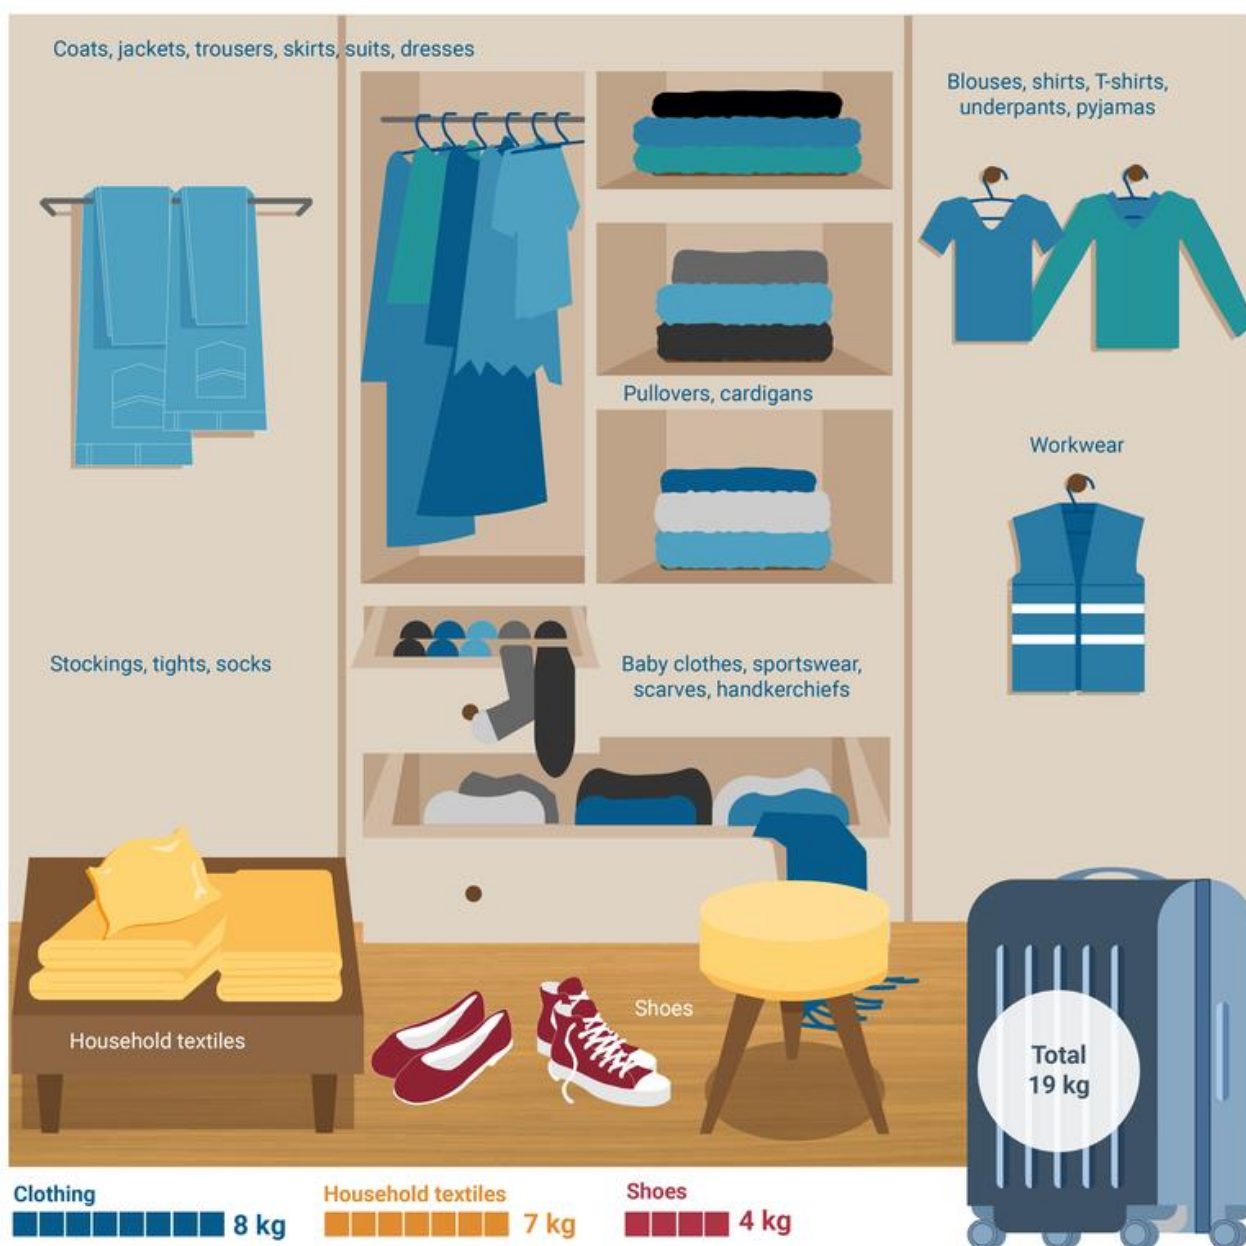 Coats, jackets, trousers, skirts, suits, dresses
Blouses, shirts, T-shirts,
underpants, pyjamas
Pullovers, cardigans
Workwear
Stockings, tights, socks
Baby clothes, sportswear,
scarves, handkerchiefs
Shoes
Household textiles
Total
19 kg
Clothing
8 kg
Household textiles
7 kg
Shoes
4 kg